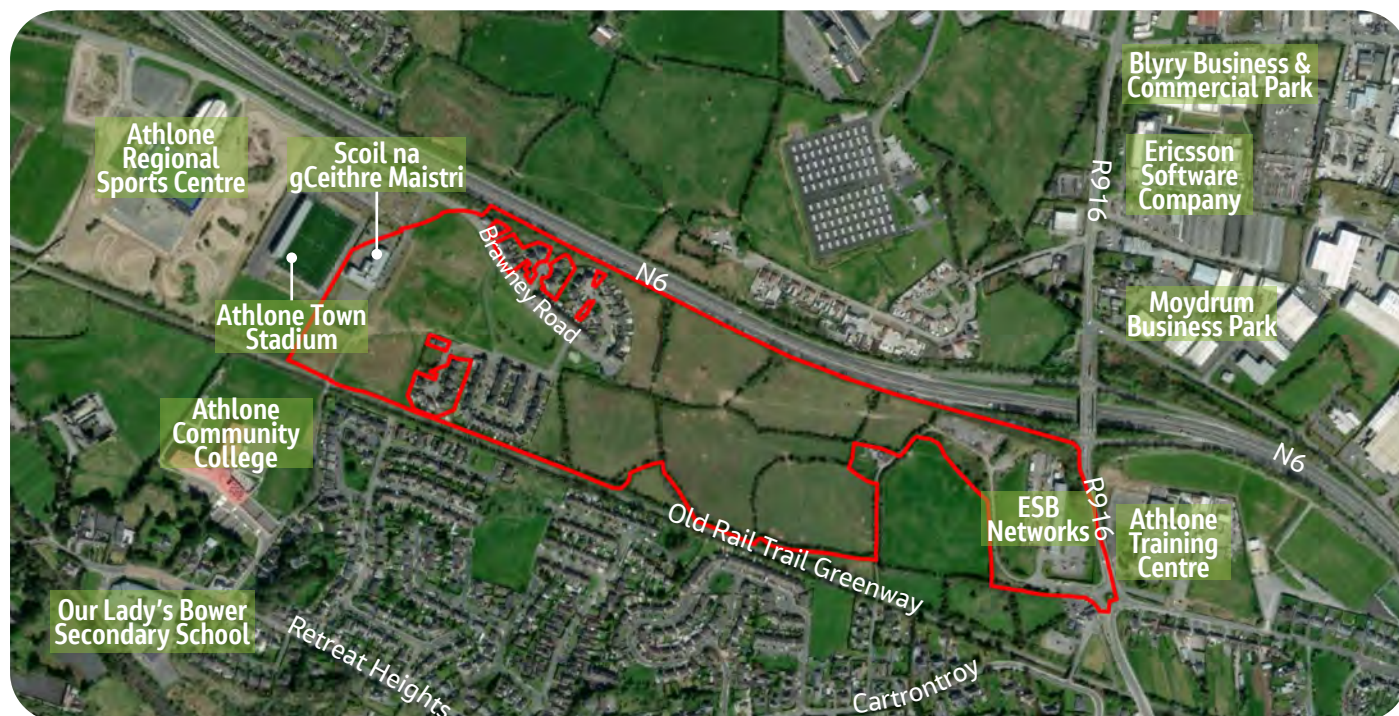 Blyry Business &
Commercial Park
Athlone
Regional
Sports Centre
Scoil na
gCeithre Maistri
Ericsson
Software
Company
R916
Brawney Road
N6
Athlone Town
Stadium
Moydrum
Business Park
Athlone
Community
College
N6
ESB
Networks
R916
Athlone
Training
Centre
Old Rail Trail Greenway
Our Lady's Bower
Secondary School
Retreat Heights
Cartrontroy